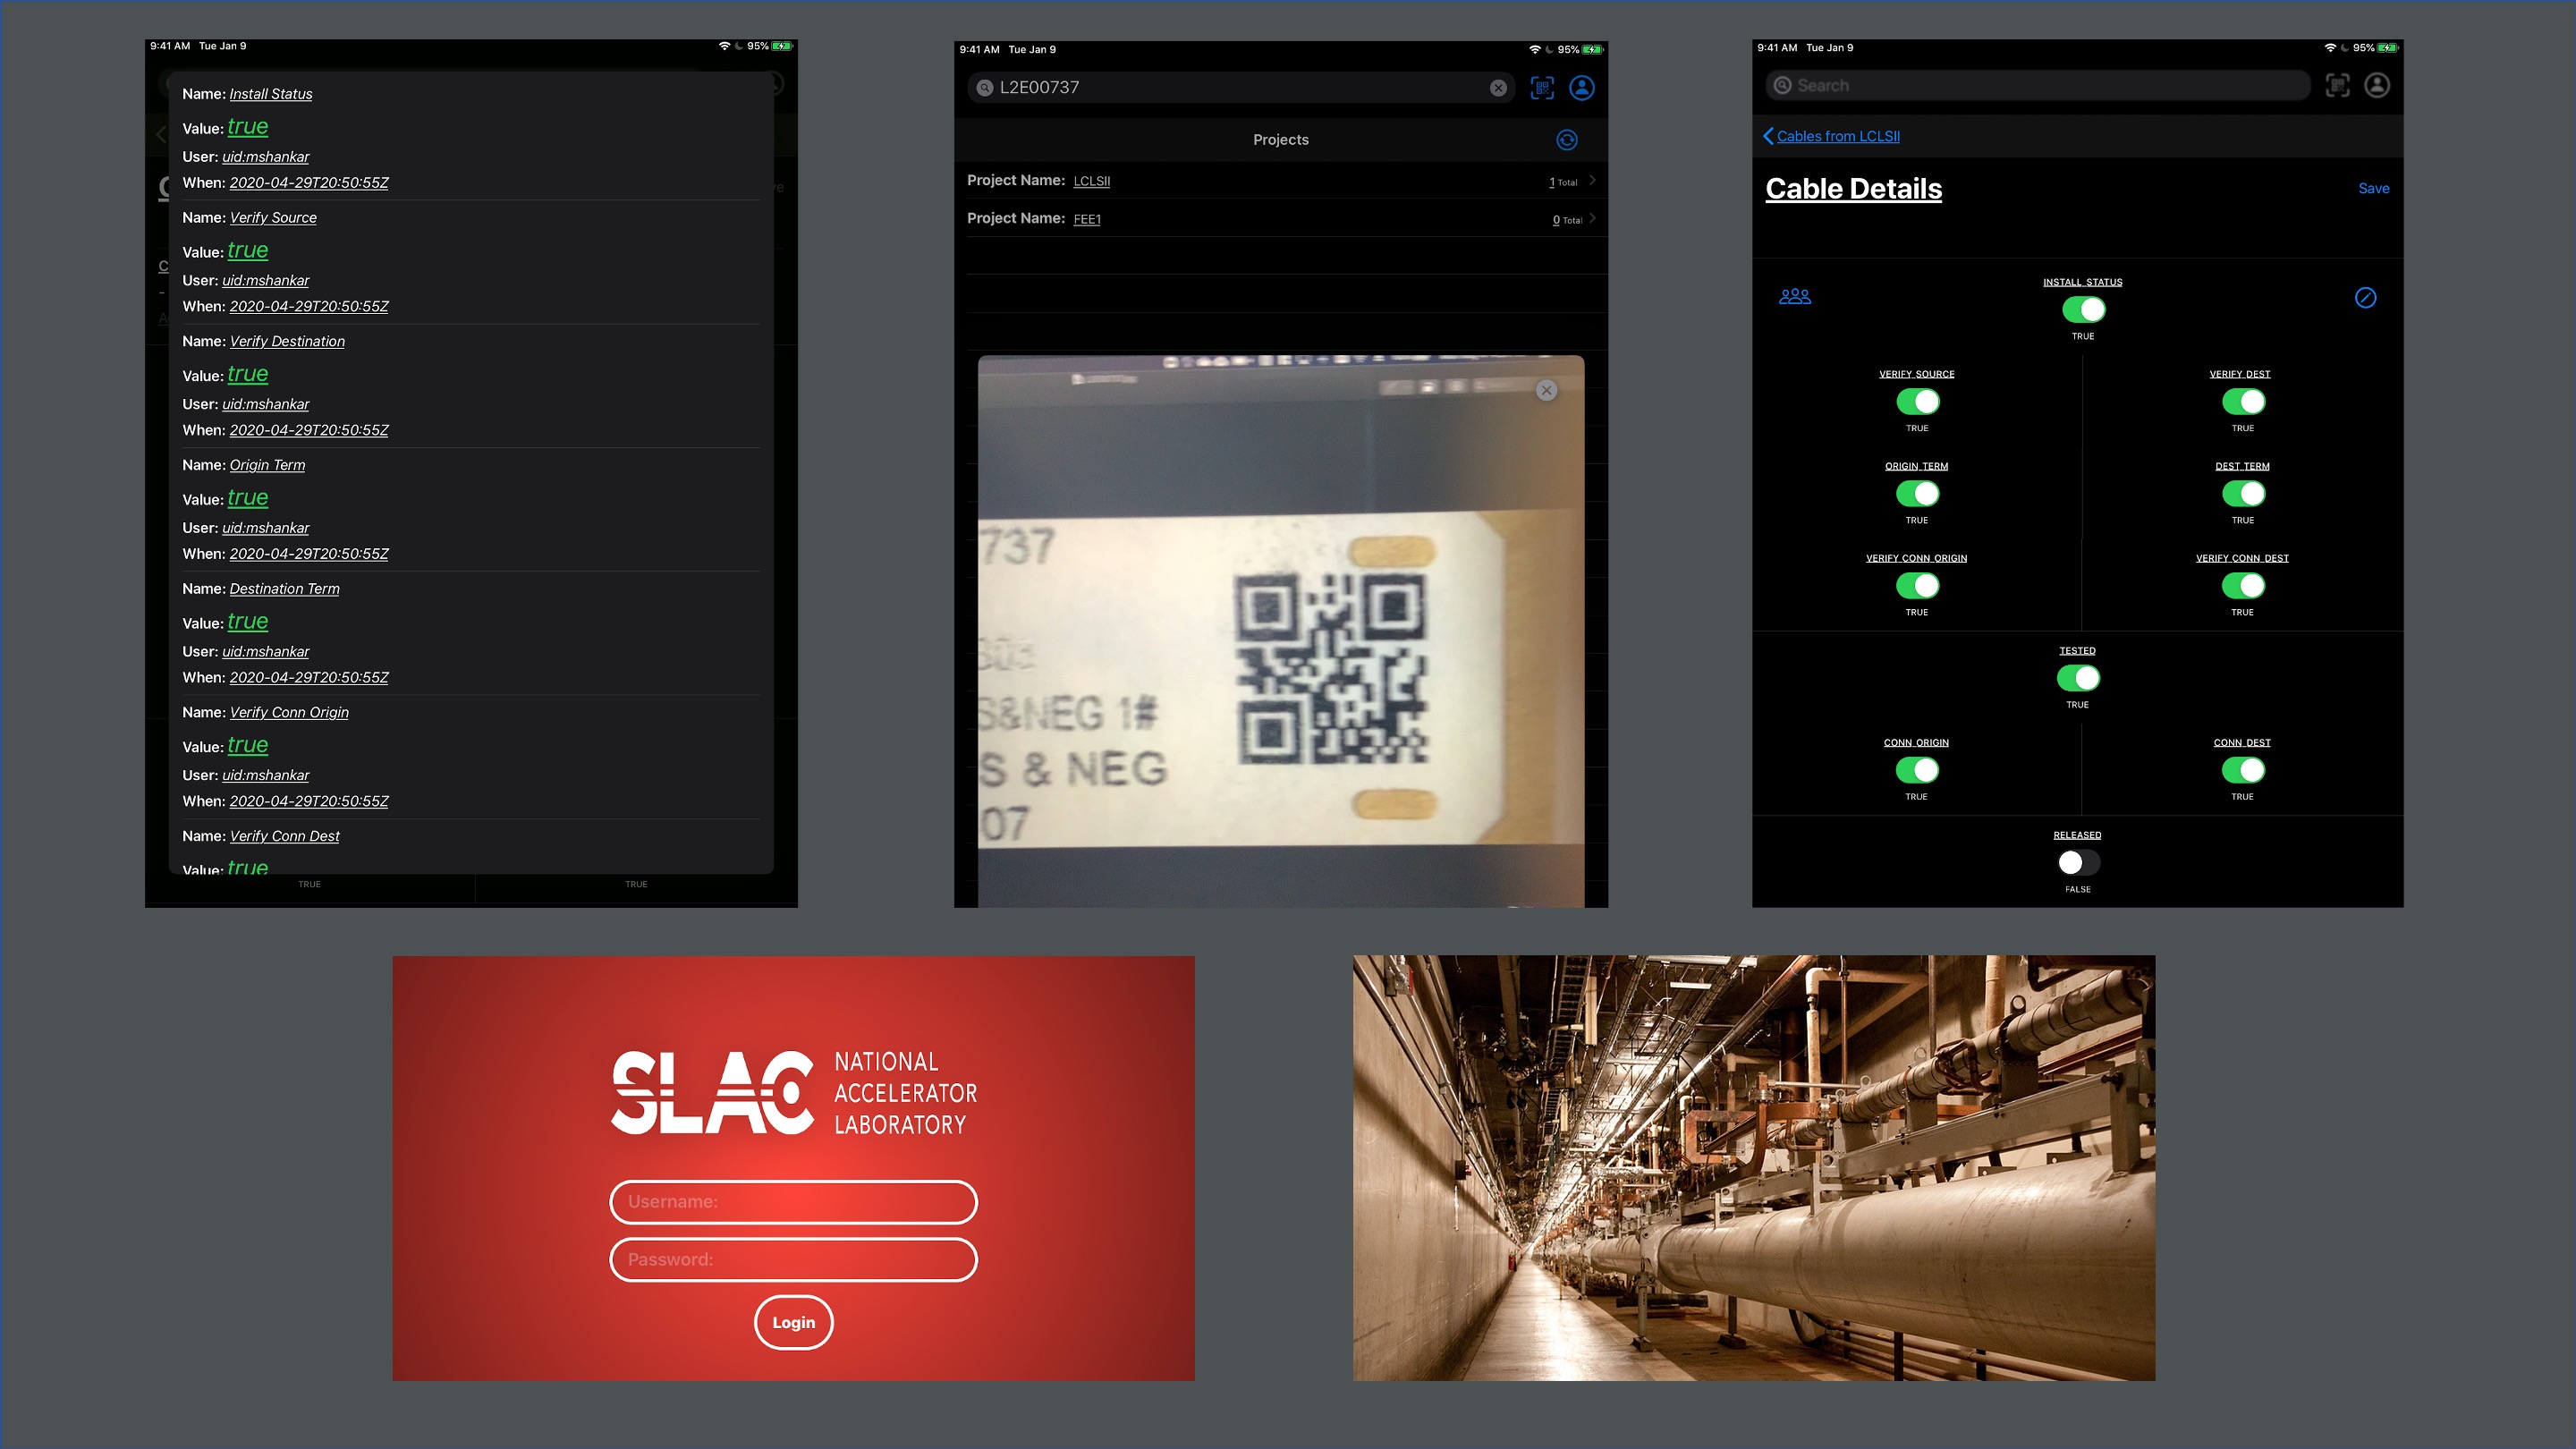 9:41 AM Tue Jan 9
95%
Name: Install Status
Value: true
User: uid:mshankar
When: 2020-04-29T20:50:55Z
Name: Verify Source
Value: true
User: uid:mshankar
When: 2020-04-29T20:50:55Z
Name: Verify Destination
Value: true
User: uid:mshankar
When: 2020-04-29T20:50:55Z
Name: Origin Term
Value: true
User: uid:mshankar
When: 2020-04-29T20:50:55Z
Name: Destination Term
Value: true
User: uid:mshankar
When: 2020-04-29T20:50:55Z
Name: Verify Conn Origin
Value: true
User: uid:mshankar
When: 2020-04-29T20:50:55Z
Name: Verify Conn Dest
Value: true
TRUE TRUE
9:41 AM Tue Jan 9
95%
L2E00737
Projects
Project Name: LCLSII 1 Total
Project Name: FEE1 0 Total
737
303
S&NEG 1#
S & NEG
07
9:41 AM Tue Jan 9
95%
Search
Cables from LCLSII
Cable Details
Save
INSTALL_STATUS
TRUE
VERIFY_SOURCE VERIFY_DEST
TRUE TRUE
ORIGIN_TERM DEST_TERM
TRUE TRUE
VERIFY_CONN_ORIGIN VERIFY_CONN_DEST
TRUE TRUE
TESTED
TRUE
CONN_ORIGIN CONN_DEST
TRUE TRUE
RELEASED
FALSE
SLAC
NATIONAL
ACCELERATOR
LABORATORY
Username:
Password:
Login